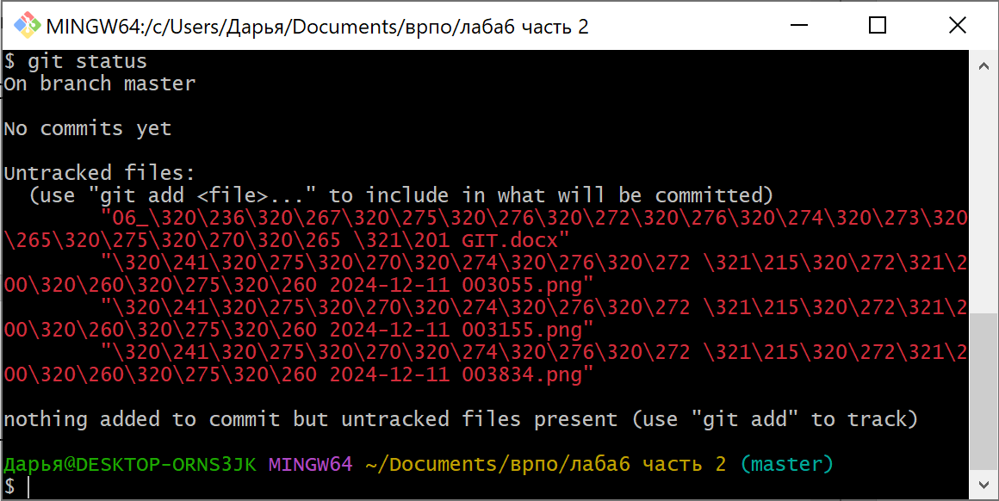 MINGW64:/c/Users/Дарья/Documents/врпо/лаба6 часть 2
$ git status
On branch master
No commits yet
Untracked files:
(use "git add <file>..." to include in what will be committed)
"06_\320\236\320\267\320\275\320\276\320\272\320\276\320\274\320\273\320
\265\320\275\320\270\320\265 \321\201 GIT.docx"
"\320\241\320\275\320\270\320\274\320\276\320\272 \321\215\320\272\321\2
00\320\260\320\275\320\260 2024-12-11 003055.png"
"\320\241\320\275\320\270\320\274\320\276\320\272 \321\215\320\272\321\2
00\320\260\320\275\320\260 2024-12-11 003155.png"
"\320\241\320\275\320\270\320\274\320\276\320\272 \321\215\320\272\321\2
00\320\260\320\275\320\260 2024-12-11 003834.png"
nothing added to commit but untracked files present (use "git add" to track)
Дарья@DESKTOP-ORNS3JK MINGW64 ~/Documents/врпо/лаба6 часть 2 (master)
$